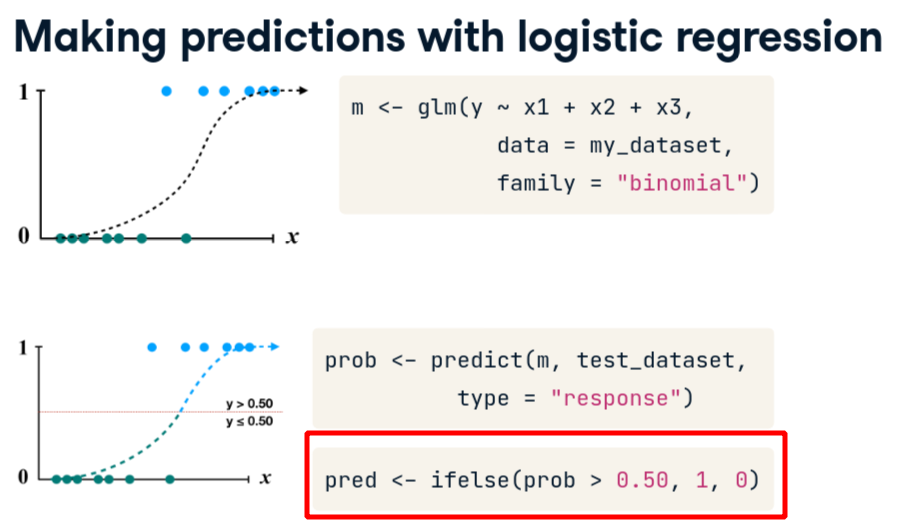 Making predictions with logistic regression
1
0
x
m <- glm(y ~ x1 + x2 + x3,
data = my_dataset,
family = "binomial")
1
y > 0.50
y ≤ 0.50
0
x
prob <- predict(m, test_dataset,
type = "response")
pred <- ifelse(prob > 0.50, 1, 0)